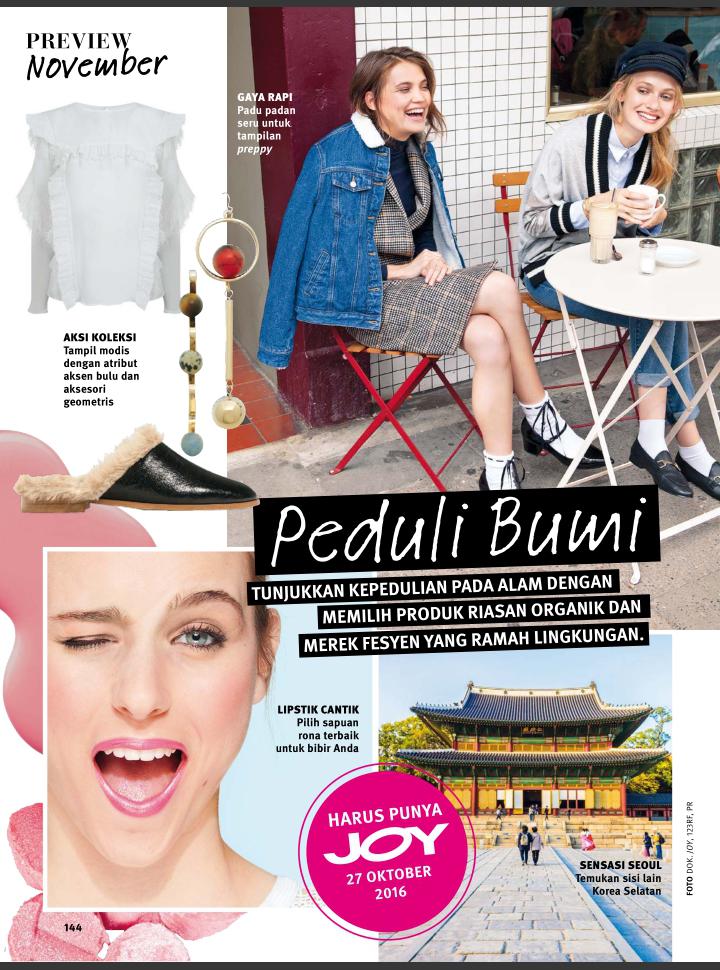 PREVIEW
November
GAYA RAPI
Padu padan
seru untuk
tampilan
preppy
AKSI KOLEKSI
Tampil modis
dengan atribut
aksen bulu dan
aksesori
geometris
Peduli Bumi
TUNJUKKAN KEPEDULIAN PADA ALAM DENGAN
MEMILIH PRODUK RIASAN ORGANIK DAN
MEREK FESYEN YANG RAMAH LINGKUNGAN.
LIPSTIK CANTIK
Pilih sapuan
rona terbaik
untuk bibir Anda
HARUS PUNYA
JOY
27 OKTOBER
2016
SENSASI SEOUL
Temukan sisi lain
Korea Selatan
FOTO DOK. JOY, 123RF, PR
144